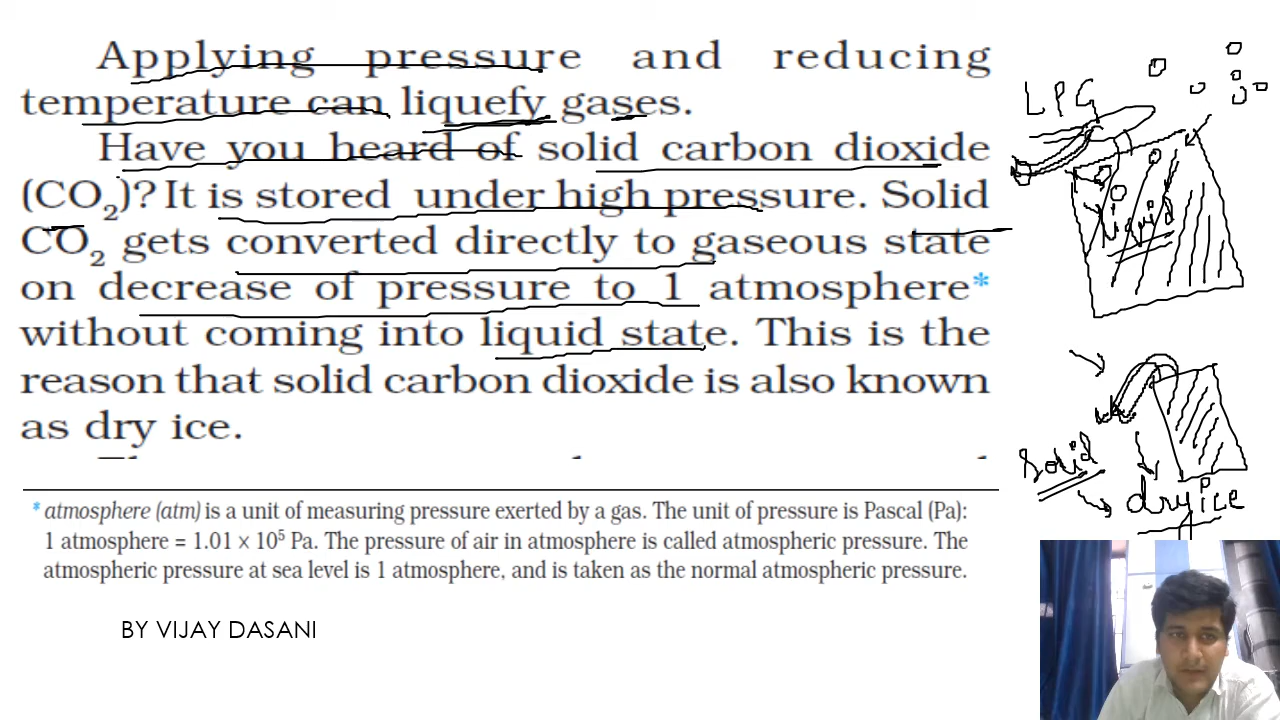 Applying pressure and reducing
temperature can liquefy gases.
Have you heard of solid carbon dioxide
(CO₂)? It is stored under high pressure. Solid
CO₂ gets converted directly to gaseous state
on decrease of pressure to 1 atmosphere*
without coming into liquid state. This is the
reason that solid carbon dioxide is also known
as dry ice.
* atmosphere (atm) is a unit of measuring pressure exerted by a gas. The unit of pressure is Pascal (Pa):
1 atmosphere = 1.01 × 10⁵ Pa. The pressure of air in atmosphere is called atmospheric pressure. The
atmospheric pressure at sea level is 1 atmosphere, and is taken as the normal atmospheric pressure.
BY VIJAY DASANI
LPG
liquid
solid
dry ice